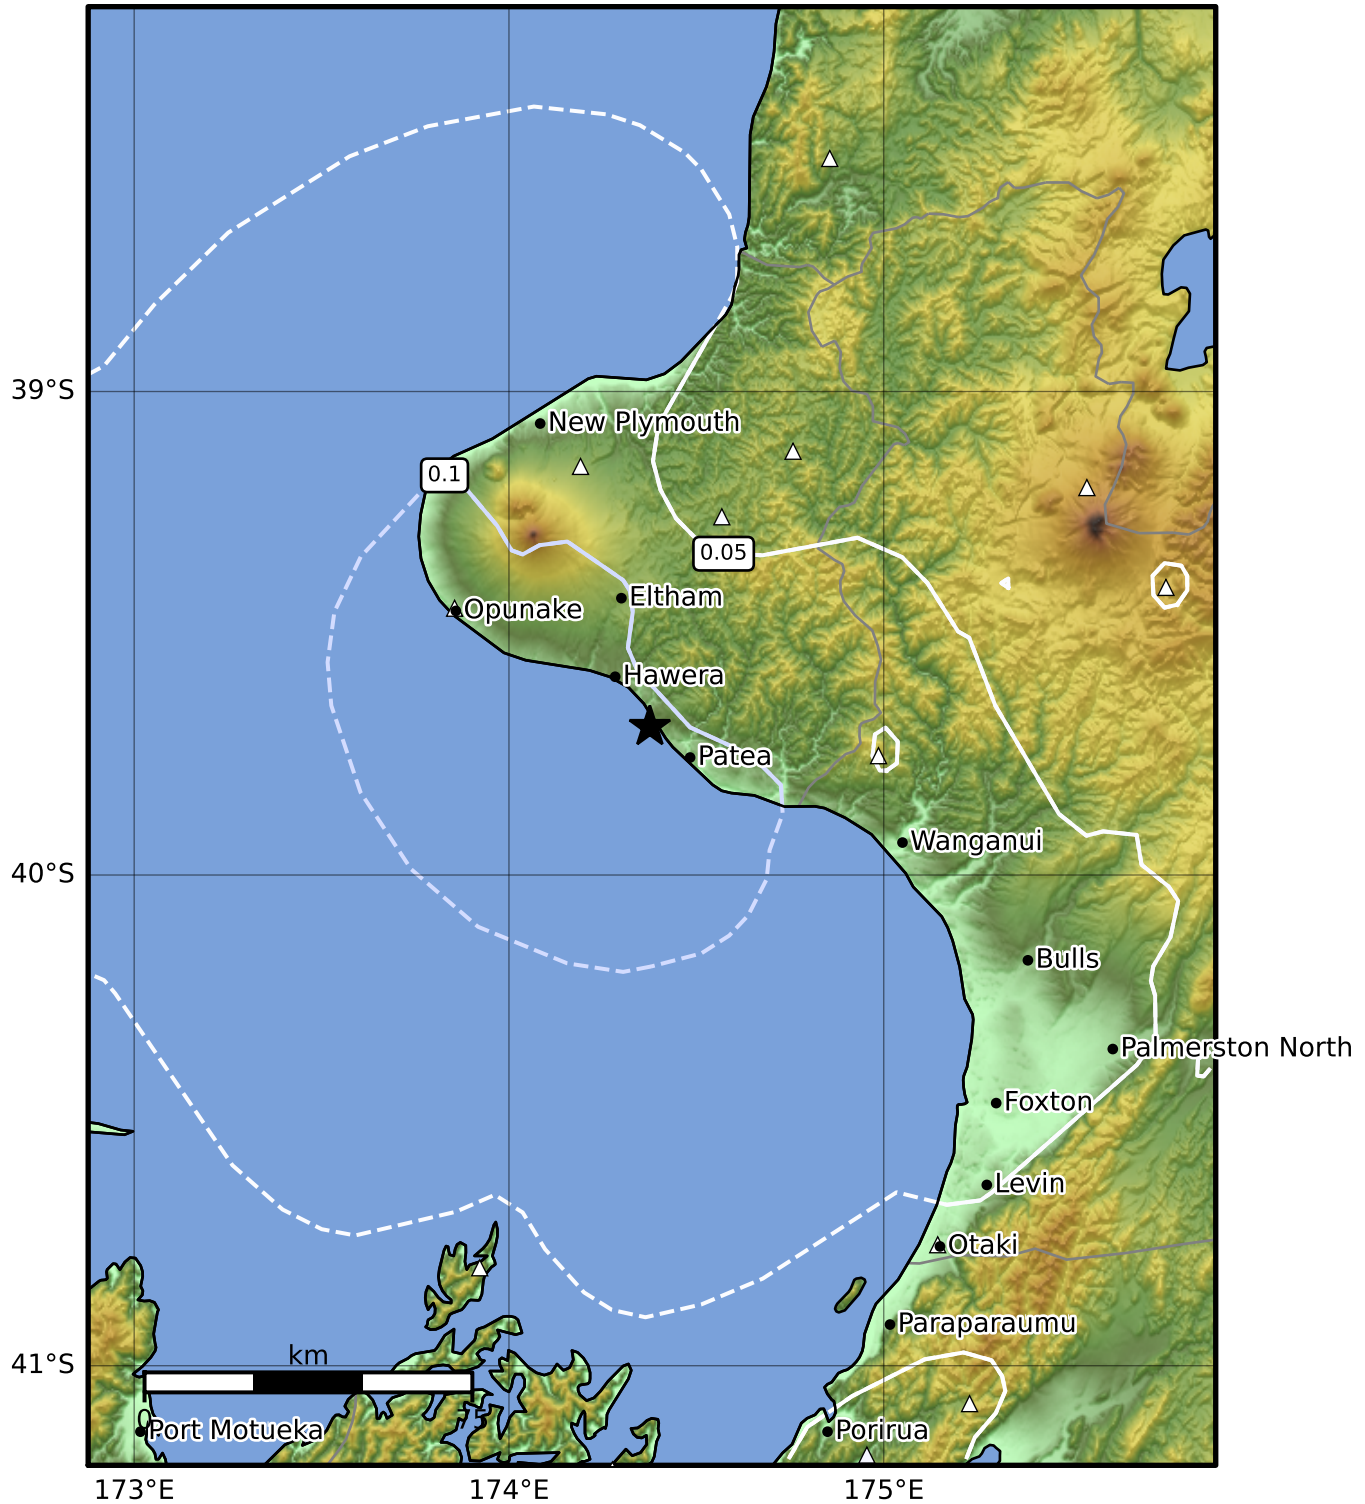 39°S
New Plymouth
0.1
0.05
Eltham
Opunake
Hawera
Patea
Wanganui
40°S
Bulls
Palmerston North
Foxton
Levin
Otaki
Paraparaumu
km
41°S
0
Port Motueka
Porirua
173°E
174°E
175°E